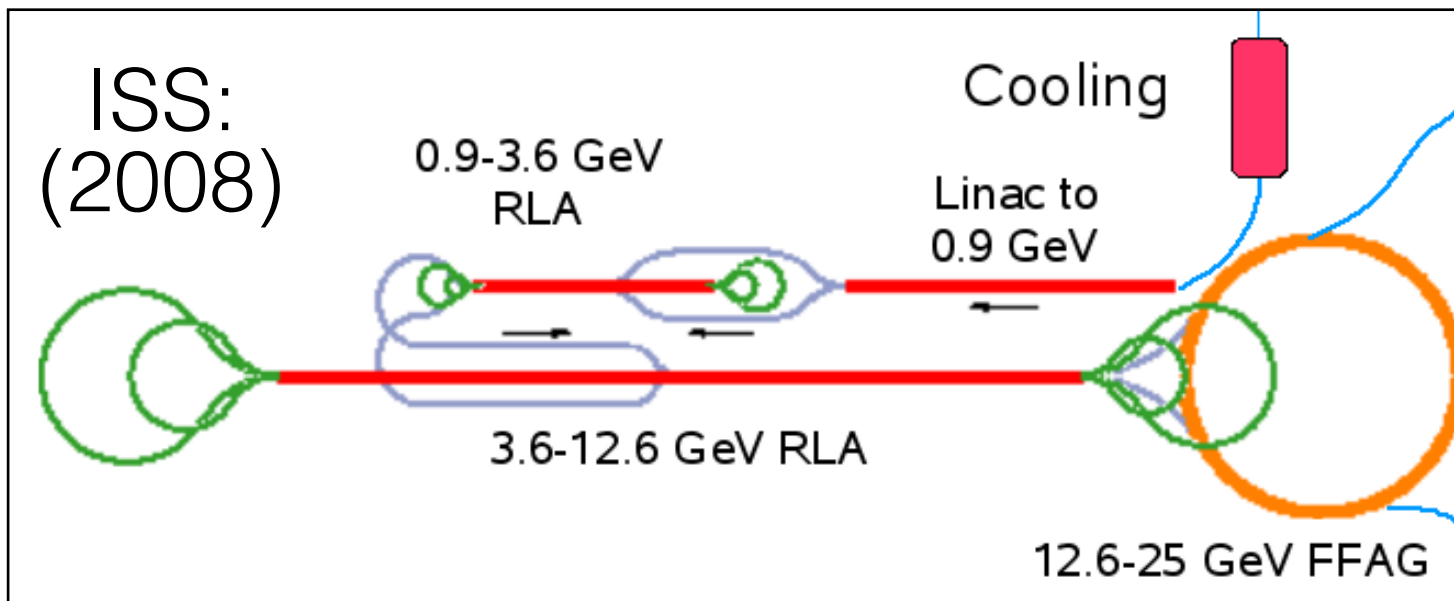 ISS:
(2008)
Cooling
0.9-3.6 GeV
RLA
Linac to
0.9 GeV
3.6-12.6 GeV RLA
12.6-25 GeV FFAG